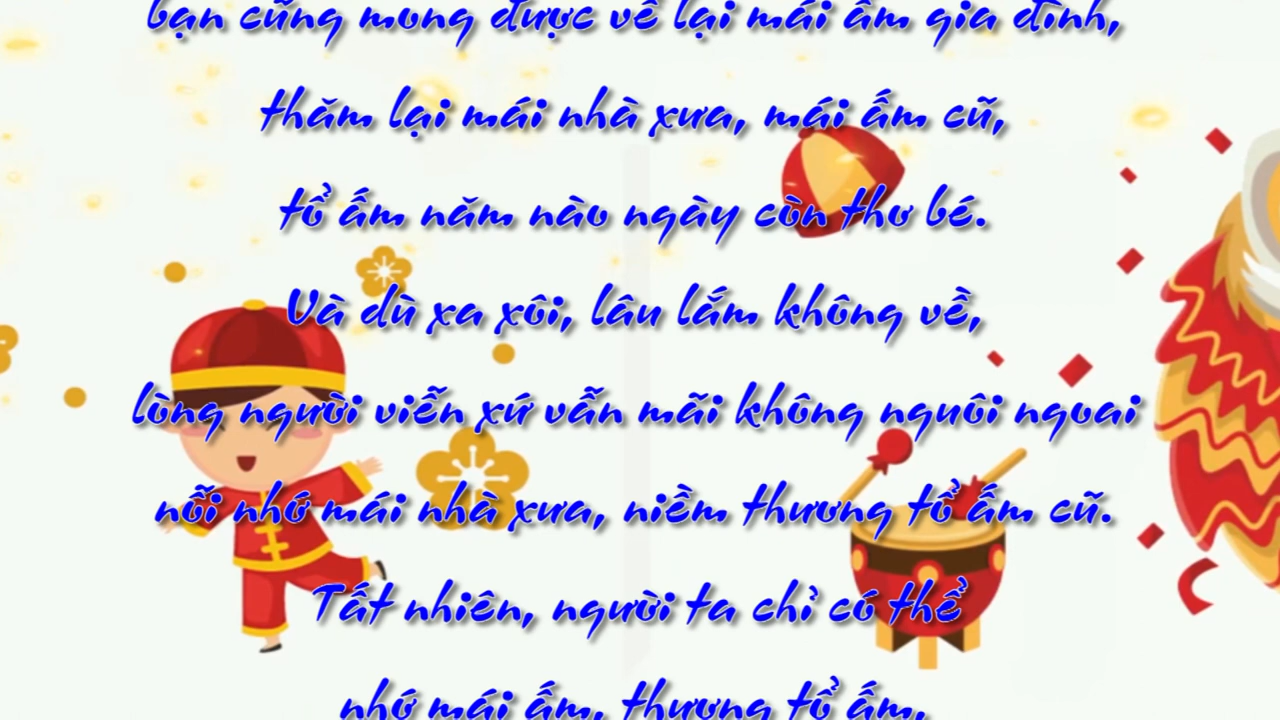 bạn cũng mong được về lại mái ấm gia đình,
thăm lại mái nhà xưa, mái ấm cũ,
tổ ấm năm nào ngày còn thơ bé.
Và dù xa xôi, lâu lắm không về,
lòng người viễn xứ vẫn mãi không nguôi ngoai
nỗi nhớ mái nhà xưa, niềm thương tổ ấm cũ.
Tất nhiên, người ta chỉ có thể
nhớ mái ấm, thương tổ ấm,